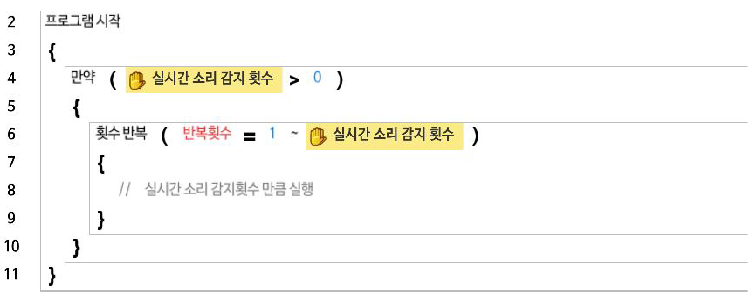 2 프로그램 시작
3 {
4 만약 ( 실시간 소리 감지 횟수 > 0 )
5 {
6 횟수 반복 ( 반복횟수 = 1 ~ 실시간 소리 감지 횟수 )
7 {
8 // 실시간 소리 감지횟수 만큼 실행
9 }
10 }
11 }